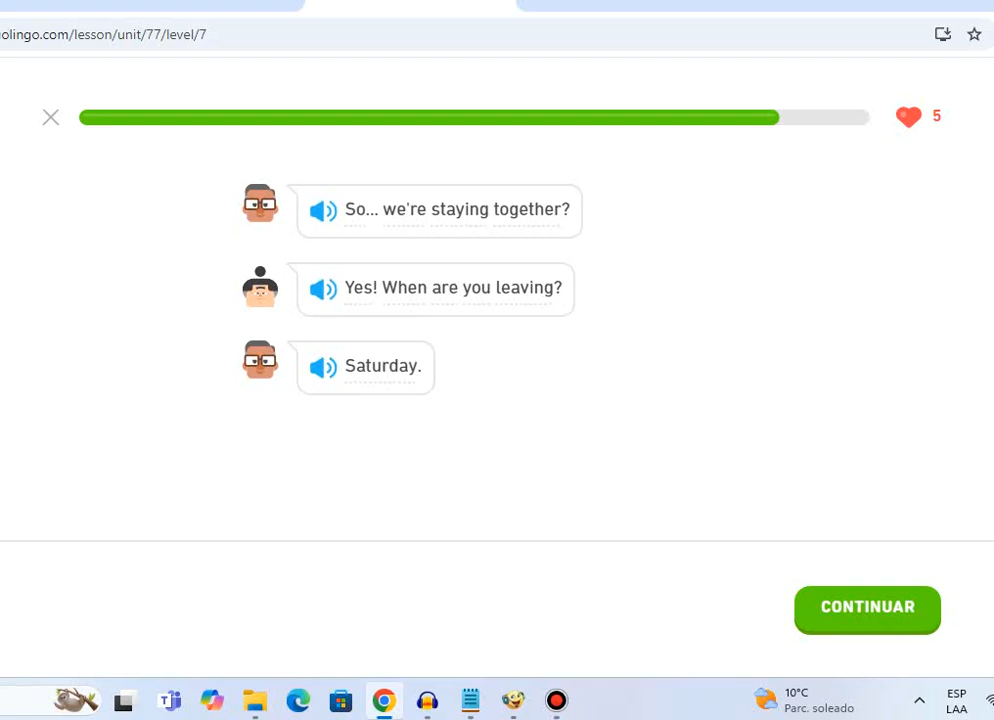 olingo.com/lesson/unit/77/level/7
5
So... we're staying together?
Yes! When are you leaving?
Saturday.
CONTINUAR
10°C
Parc. soleado
ESP
LAA